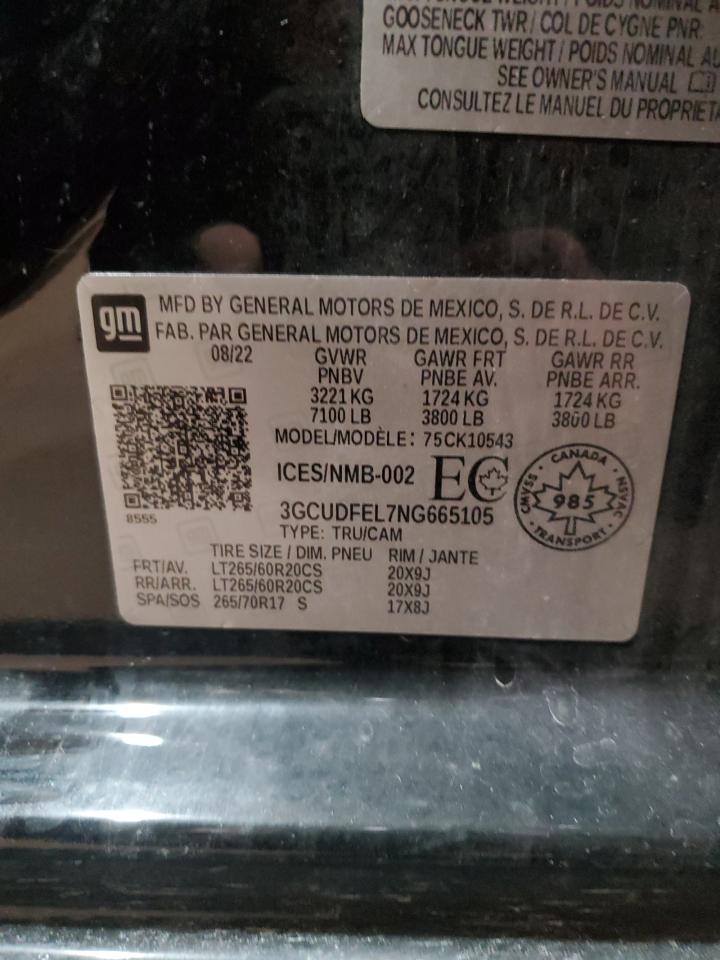 GOOSENECK TWR / COL DE CYGNE PNR
MAX TONGUE WEIGHT / POIDS NOMINAL AU
SEE OWNER'S MANUAL
CONSULTEZ LE MANUEL DU PROPRIETA
gm
MFD BY GENERAL MOTORS DE MEXICO, S. DE R.L. DE C.V.
FAB. PAR GENERAL MOTORS DE MEXICO, S. DE R.L. DE C.V.
08/22 GVWR GAWR FRT GAWR RR
PNBV PNBE AV. PNBE ARR.
3221 KG 1724 KG 1724 KG
7100 LB 3800 LB 3800 LB
MODEL/MODÈLE: 75CK10543
ICES/NMB-002 EC
CANADA
CMVSS 985 NSVAC
TRANSPORT
8555
3GCUDFEL7NG665105
TYPE: TRU/CAM
TIRE SIZE / DIM. PNEU RIM / JANTE
FRT/AV. LT265/60R20CS 20X9J
RR/ARR. LT265/60R20CS 20X9J
SPA/SOS 265/70R17 S 17X8J